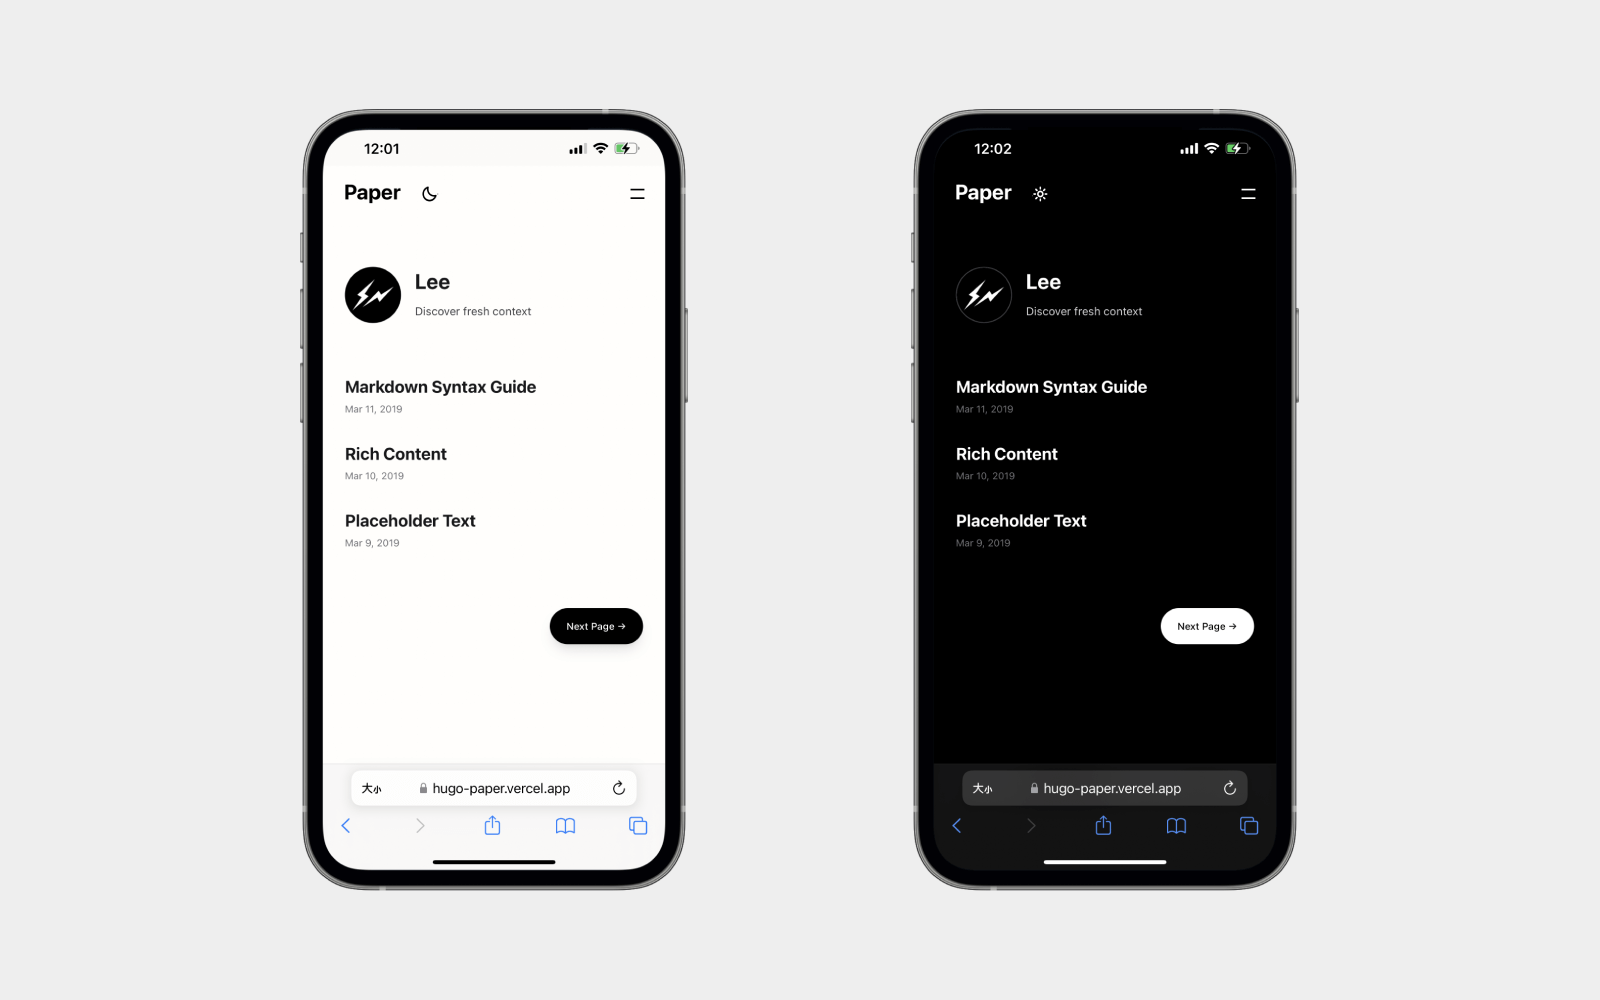 12:01
Paper
Lee
Discover fresh context
Markdown Syntax Guide
Mar 11, 2019
Rich Content
Mar 10, 2019
Placeholder Text
Mar 9, 2019
Next Page →
大小 hugo-paper.vercel.app
12:02
Paper
Lee
Discover fresh context
Markdown Syntax Guide
Mar 11, 2019
Rich Content
Mar 10, 2019
Placeholder Text
Mar 9, 2019
Next Page →
大小 hugo-paper.vercel.app